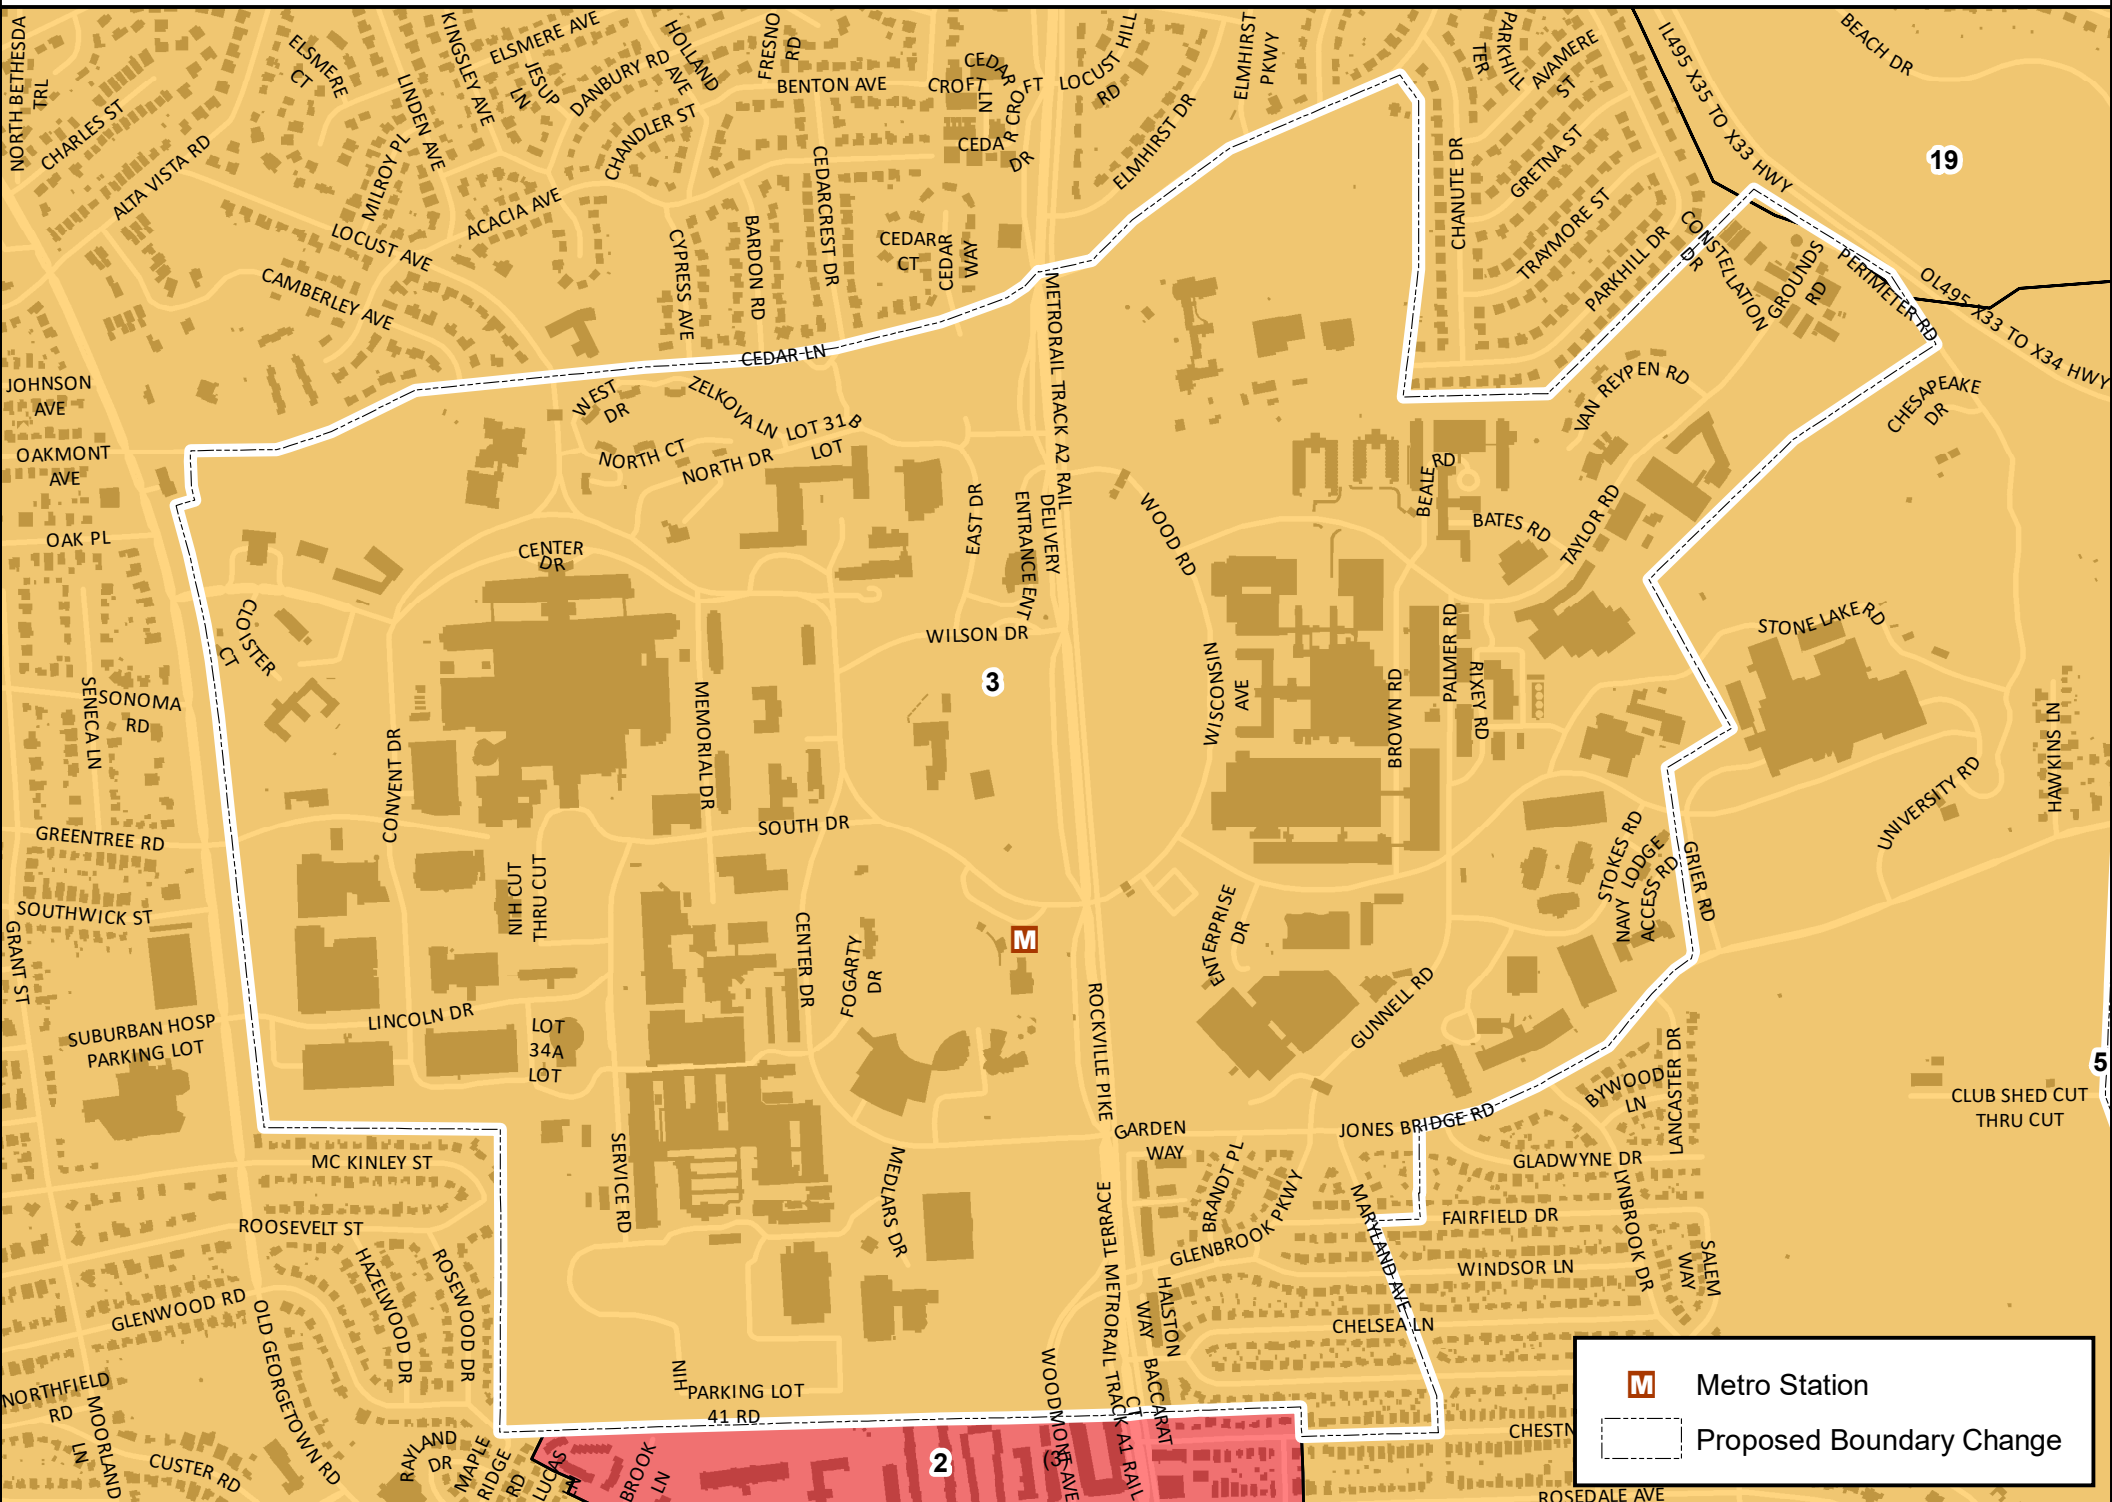 NORTH BETHESDA
TRL
CHARLES ST
ALTA VISTA RD
ELSMERE
CT
LINDEN AVE
MILROY PL
KINGSLEY AVE
ELSMERE AVE
JESUP
LN
DANBURY RD
HOLLAND
AVE
CHANDLER ST
FRESNO
RD
BENTON AVE
CEDAR
CROFT
LOCUST HILL
RD
ELMHIRST
PKWY
ELMHIRST DR
DR
PARKHILL
TER
AVAMERE
ST
GRETNA ST
TRAYMORE ST
CHANUTE DR
PARKHILL DR
IL495 X35 TO X33 HWY
BEACH DR
19
ACACIA AVE
LOCUST AVE
CAMBERLEY AVE
CYPRESS AVE
BARDON RD
CEDARCREST DR
CEDAR
CT
CEDAR
WAY
CEDAR LN
METRORAIL TRACK A2 RAIL
CONSTELLATION
DR
GROUNDS
RD
PERIMETER RD
OL495 X33 TO X34 HWY
JOHNSON
AVE
OAKMONT
AVE
OAK PL
WEST
DR
ZELKOVA LN
LOT 31 B
LOT
NORTH CT
NORTH DR
VAN REYPEN RD
CHESAPEAKE
DR
CENTER
DR
EAST DR
DELIVERY
ENTRANCE ENT
WOOD RD
BEALE
RD
BATES RD
TAYLOR RD
CLOISTER
CT
WILSON DR
3
WISCONSIN
AVE
PALMER RD
RIXEY RD
BROWN RD
STONE LAKE RD
SENECA LN
SONOMA
RD
CONVENT DR
MEMORIAL DR
HAWKINS LN
UNIVERSITY RD
GREENTREE RD
SOUTH DR
SOUTHWICK ST
GRANT ST
NIH CUT
THRU CUT
CENTER DR
FOGARTY
DR
M
ENTERPRISE
DR
STOKES RD
NAVY LODGE
ACCESS RD
GRIER RD
GUNNELL RD
SUBURBAN HOSP
PARKING LOT
LINCOLN DR
LOT
34A
LOT
ROCKVILLE PIKE
5
CLUB SHED CUT
THRU CUT
BYWOOD
LN
LANCASTER DR
GARDEN
WAY
JONES BRIDGE RD
GLADWYNE DR
MC KINLEY ST
SERVICE RD
MEDLARS DR
BRANDT PL
GLENBROOK PKWY
MARYLAND AVE
FAIRFIELD DR
LYNBROOK DR
SALEM
WAY
WINDSOR LN
ROOSEVELT ST
HAZELWOOD DR
ROSEWOOD DR
GLENWOOD RD
OLD GEORGETOWN RD
TERRACE
METRORAIL TRACK A1 RAIL
HALSTON
WAY
CHELSEA LN
NIH
PARKING LOT
41 RD
WOODMONT AVE
BACCARAT
CT
NORTHFIELD
RD
MOORLAND
LN
CUSTER RD
RAYLAND
DR
MAPLE
RIDGE
RD
LUCAS
LN
BROOK
LN
2
(3)
CHESTN
ROSEDALE AVE
M Metro Station
Proposed Boundary Change